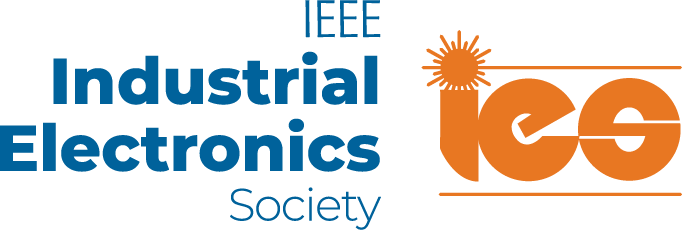 IEEE
Industrial
Electronics
Society
ies